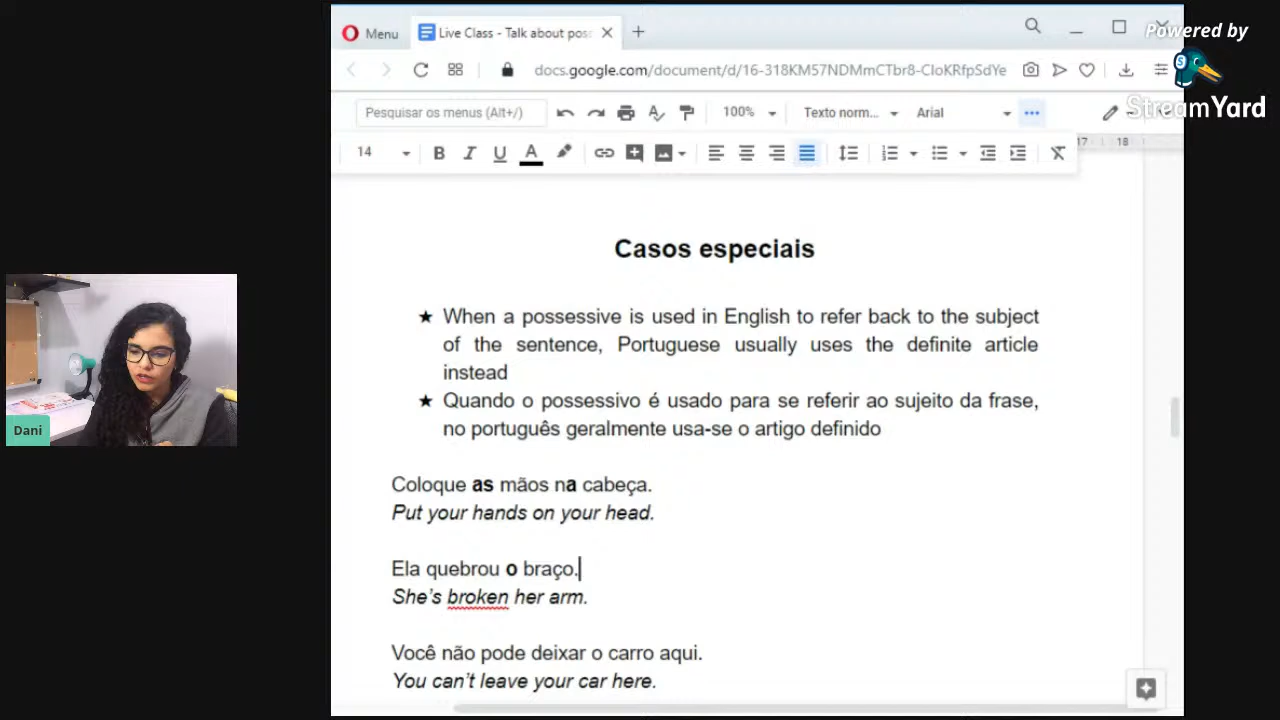 Powered by
StreamYard
Menu
Live Class - Talk about poss
docs.google.com/document/d/16-318KM57NDMmCTbr8-CIoKRfpSdYe
Pesquisar os menus (Alt+/)
100%
Texto norm...
Arial
14
B I U A
17 18
Casos especiais
★ When a possessive is used in English to refer back to the subject
of the sentence, Portuguese usually uses the definite article
instead
★ Quando o possessivo é usado para se referir ao sujeito da frase,
no português geralmente usa-se o artigo definido
Coloque as mãos na cabeça.
Put your hands on your head.
Ela quebrou o braço.
She's broken her arm.
Você não pode deixar o carro aqui.
You can't leave your car here.
Dani